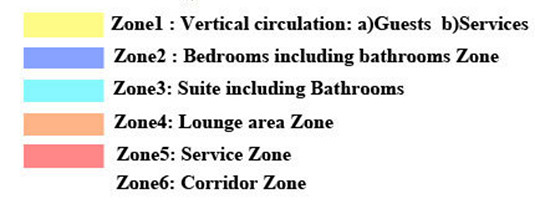 Zone1 : Vertical circulation: a)Guests b)Services
Zone2 : Bedrooms including bathrooms Zone
Zone3: Suite including Bathrooms
Zone4: Lounge area Zone
Zone5: Service Zone
Zone6: Corridor Zone